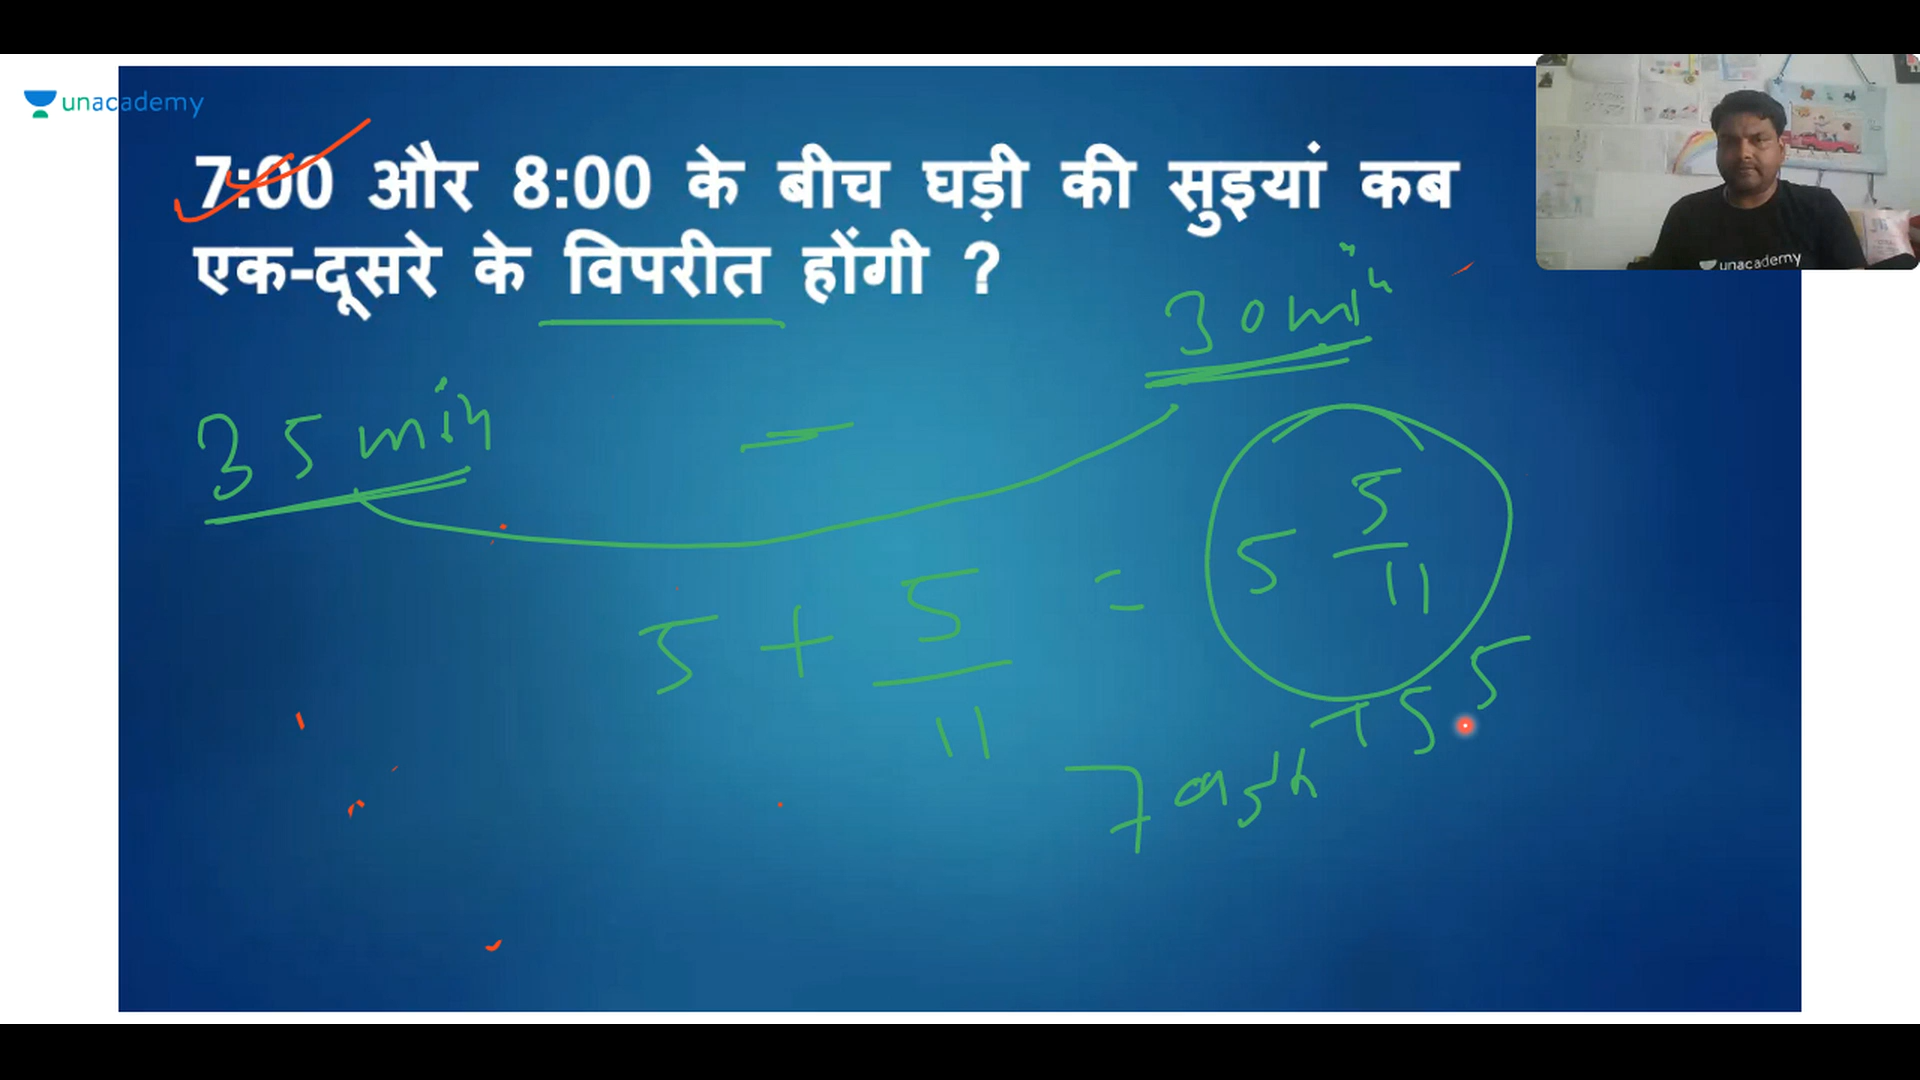 unacademy
7:00 और 8:00 के बीच घड़ी की सुइयां कब
एक-दूसरे के विपरीत होंगी ?
30 min
35 min
5 + 5/11 = 5 5/11
5 5
7
unacademy